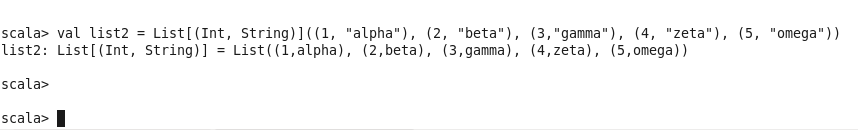 scala> val list2 = List[(Int, String)]((1, "alpha"), (2, "beta"), (3,"gamma"), (4, "zeta"), (5, "omega"))
list2: List[(Int, String)] = List((1,alpha), (2,beta), (3,gamma), (4,zeta), (5,omega))
scala>
scala>